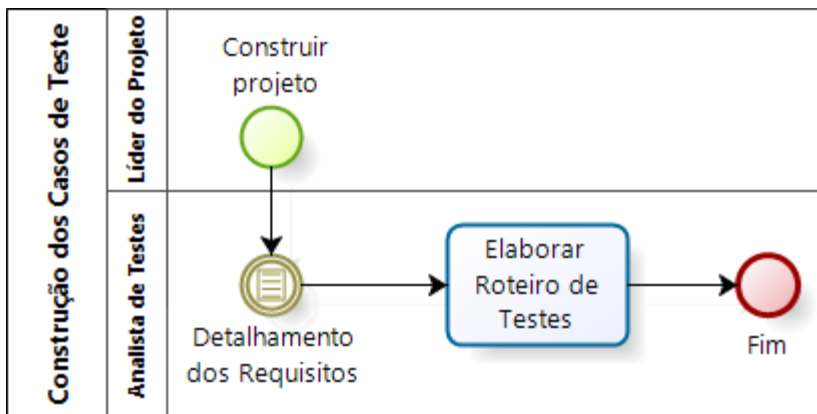 Construção dos Casos de Teste
Líder do Projeto
Construir
projeto
Analista de Testes
Detalhamento
dos Requisitos
Elaborar
Roteiro de
Testes
Fim